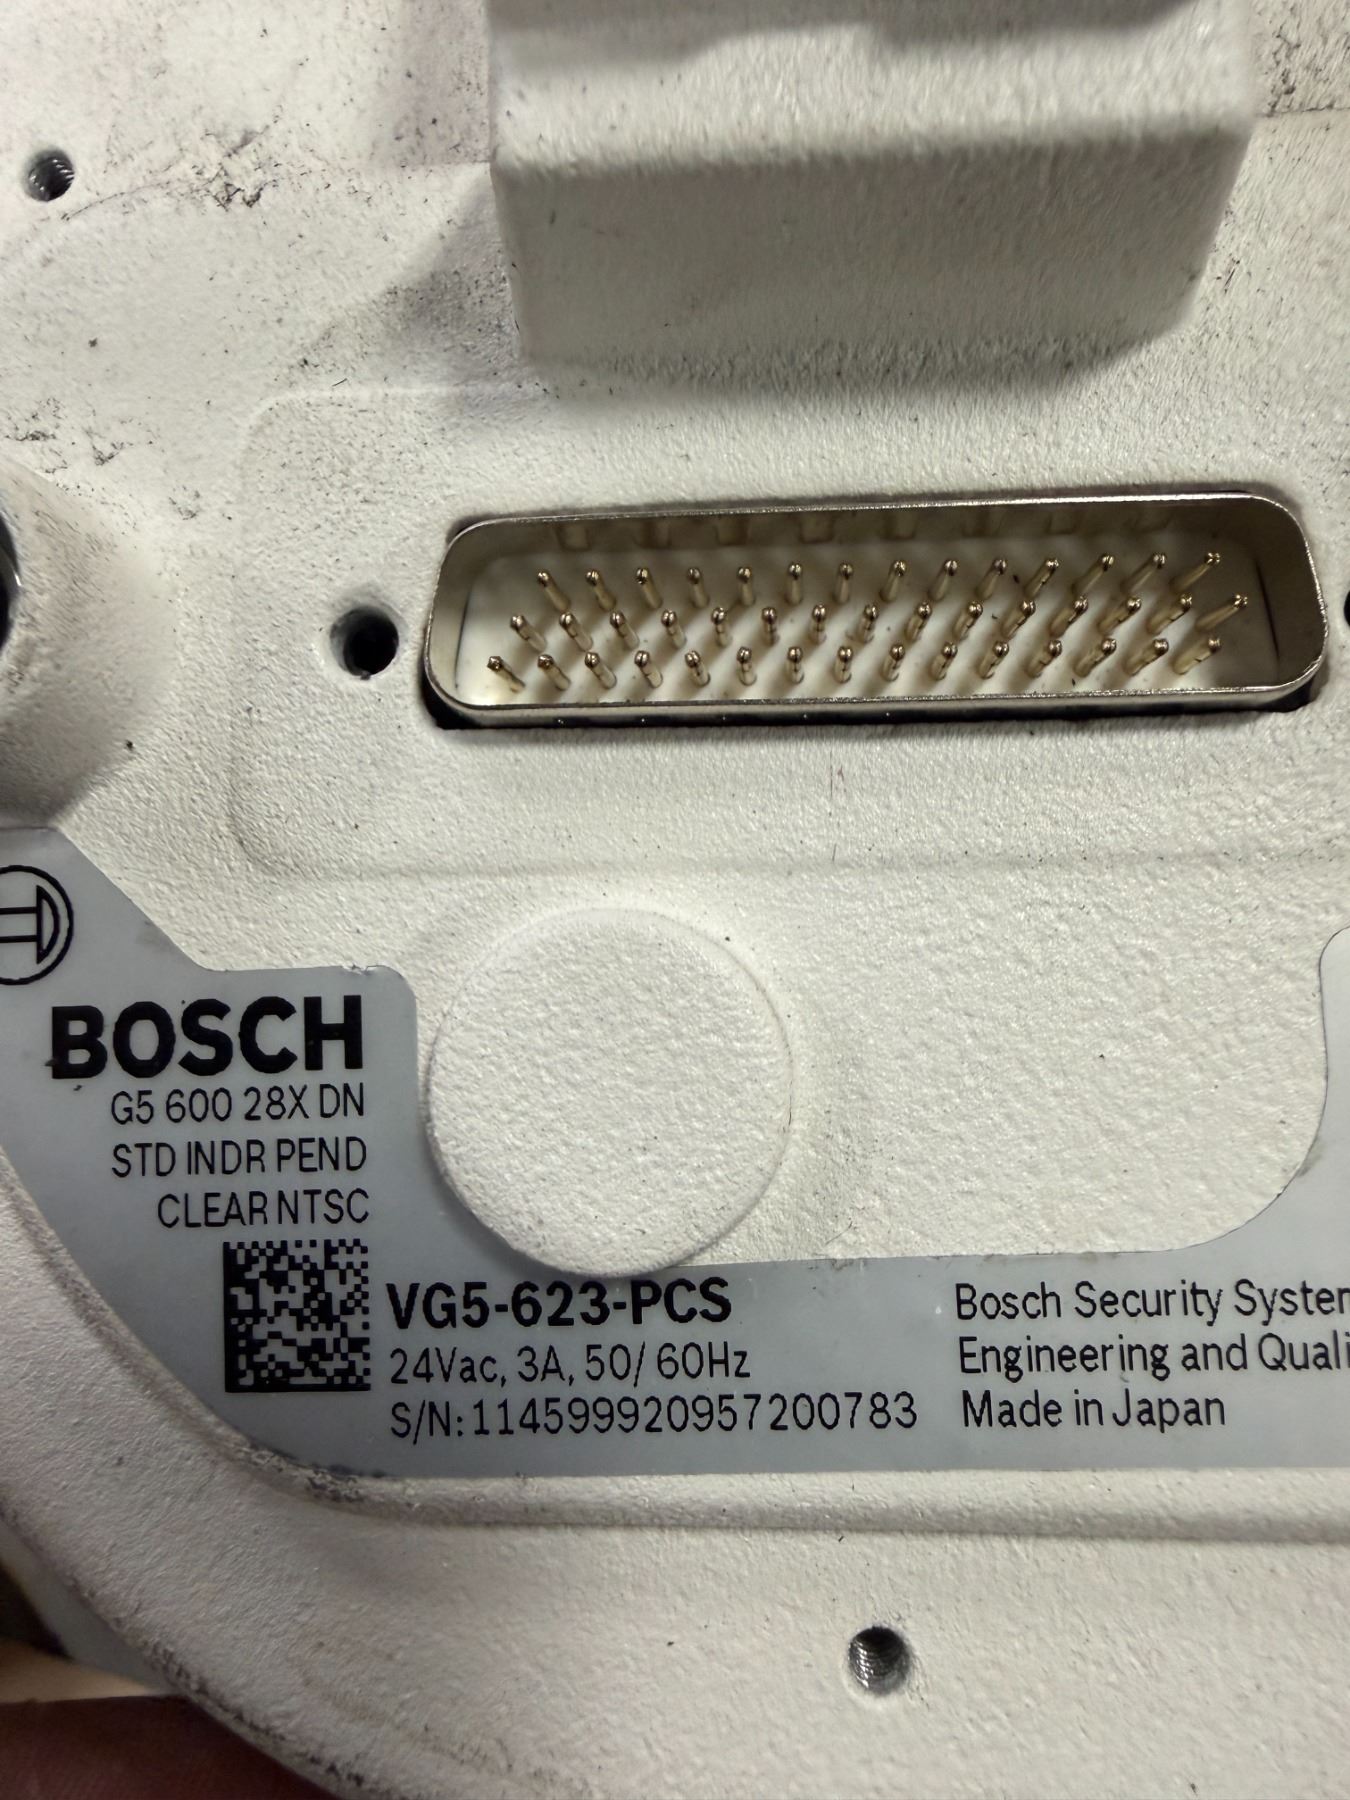 BOSCH
G5 600 28X DN
STD INDR PEND
CLEAR NTSC
VG5-623-PCS
24Vac, 3A, 50/ 60Hz
S/N: 114599920957200783
Bosch Security System
Engineering and Quali
Made in Japan